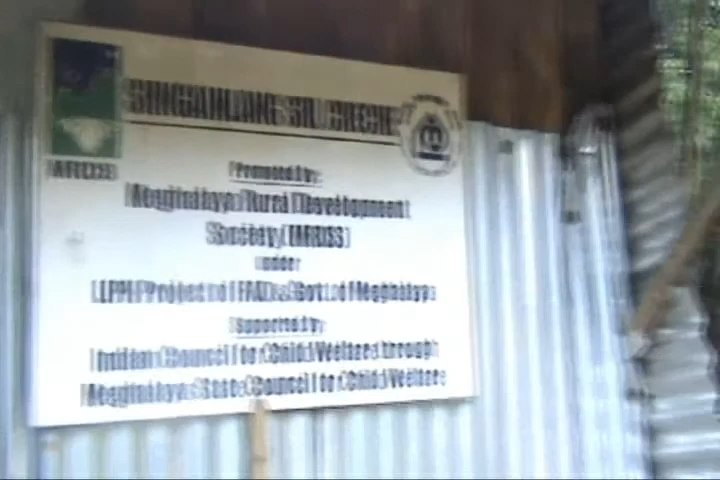 Promoted by:
Meghalaya Rural Development
Society (MRDS)
under
Project of IFAD & Govt. of Meghalaya
Supported by:
Indian Council for Child Welfare through
Meghalaya State Council for Child Welfare